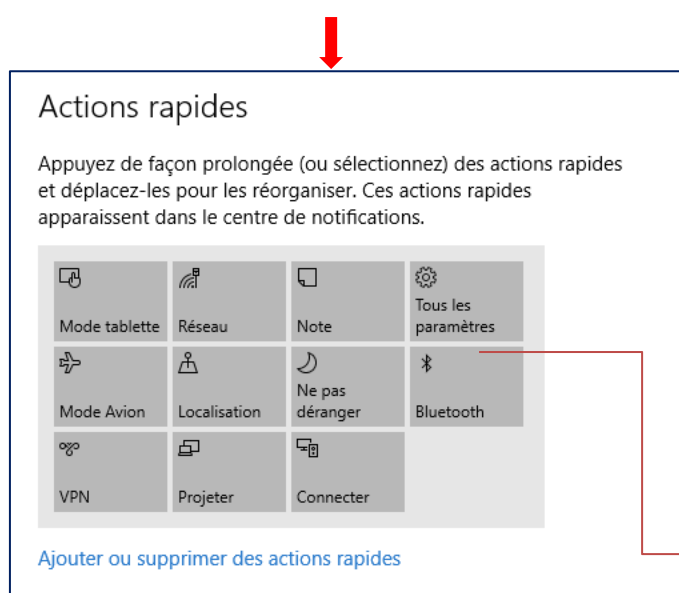 Actions rapides
Appuyez de façon prolongée (ou sélectionnez) des actions rapides
et déplacez-les pour les réorganiser. Ces actions rapides
apparaissent dans le centre de notifications.
Mode tablette
Réseau
Note
Tous les
paramètres
Mode Avion
Localisation
Ne pas
déranger
Bluetooth
VPN
Projeter
Connecter
Ajouter ou supprimer des actions rapides